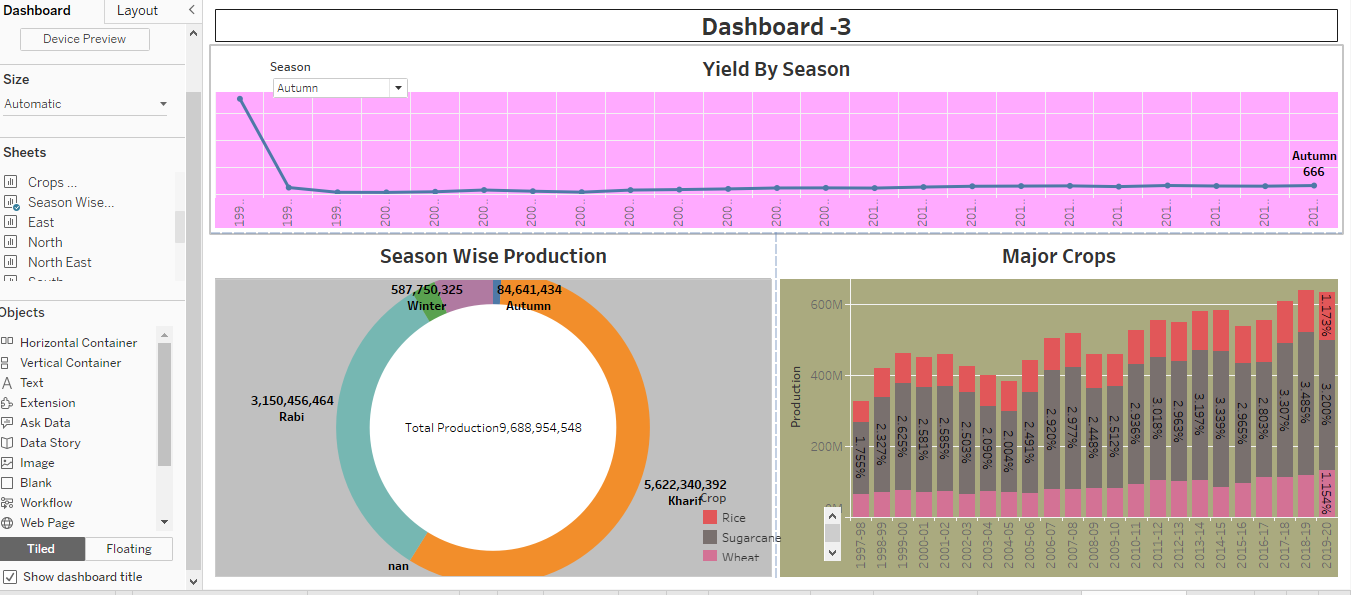 Dashboard
Layout
Device Preview
Size
Automatic
Sheets
Crops ...
Season Wise...
East
North
North East
Objects
Horizontal Container
Vertical Container
Text
Extension
Ask Data
Data Story
Image
Blank
Workflow
Web Page
Tiled
Floating
Show dashboard title
Dashboard -3
Season
Autumn
Yield By Season
Autumn
666
199..
199..
199..
200..
200..
200..
200..
200..
200..
200..
200..
200..
200..
201..
201..
201..
201..
201..
201..
201..
201..
201..
201..
Season Wise Production
587,750,325
Winter
84,641,434
Autumn
3,150,456,464
Rabi
Total Production9,688,954,548
5,622,340,392
Kharif
nan
Crop
Rice
Sugarcane
Wheat
Major Crops
Production
600M
400M
200M
0M
1.755%
2.327%
2.625%
2.581%
2.585%
2.503%
2.090%
2.004%
2.491%
2.920%
2.977%
2.448%
2.512%
2.936%
3.018%
2.963%
3.197%
3.339%
2.965%
2.803%
3.307%
3.485%
3.200%
1.173%
1.154%
1997-98
1998-99
1999-00
2000-01
2001-02
2002-03
2003-04
2004-05
2005-06
2006-07
2007-08
2008-09
2009-10
2010-11
2011-12
2012-13
2013-14
2014-15
2015-16
2016-17
2017-18
2018-19
2019-20